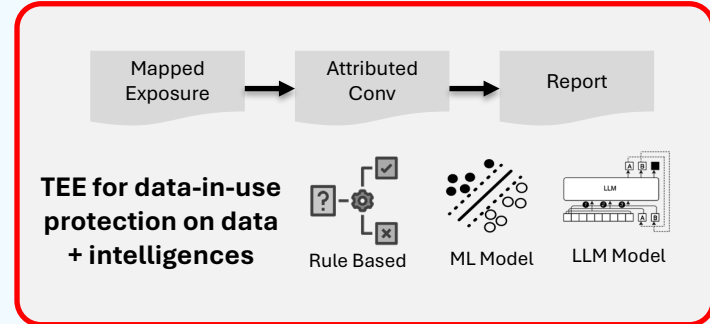 Mapped
Exposure
Attributed
Conv
Report
TEE for data-in-use
protection on data
+ intelligences
?
Rule Based
ML Model
A
B
LLM
A
B
LLM Model